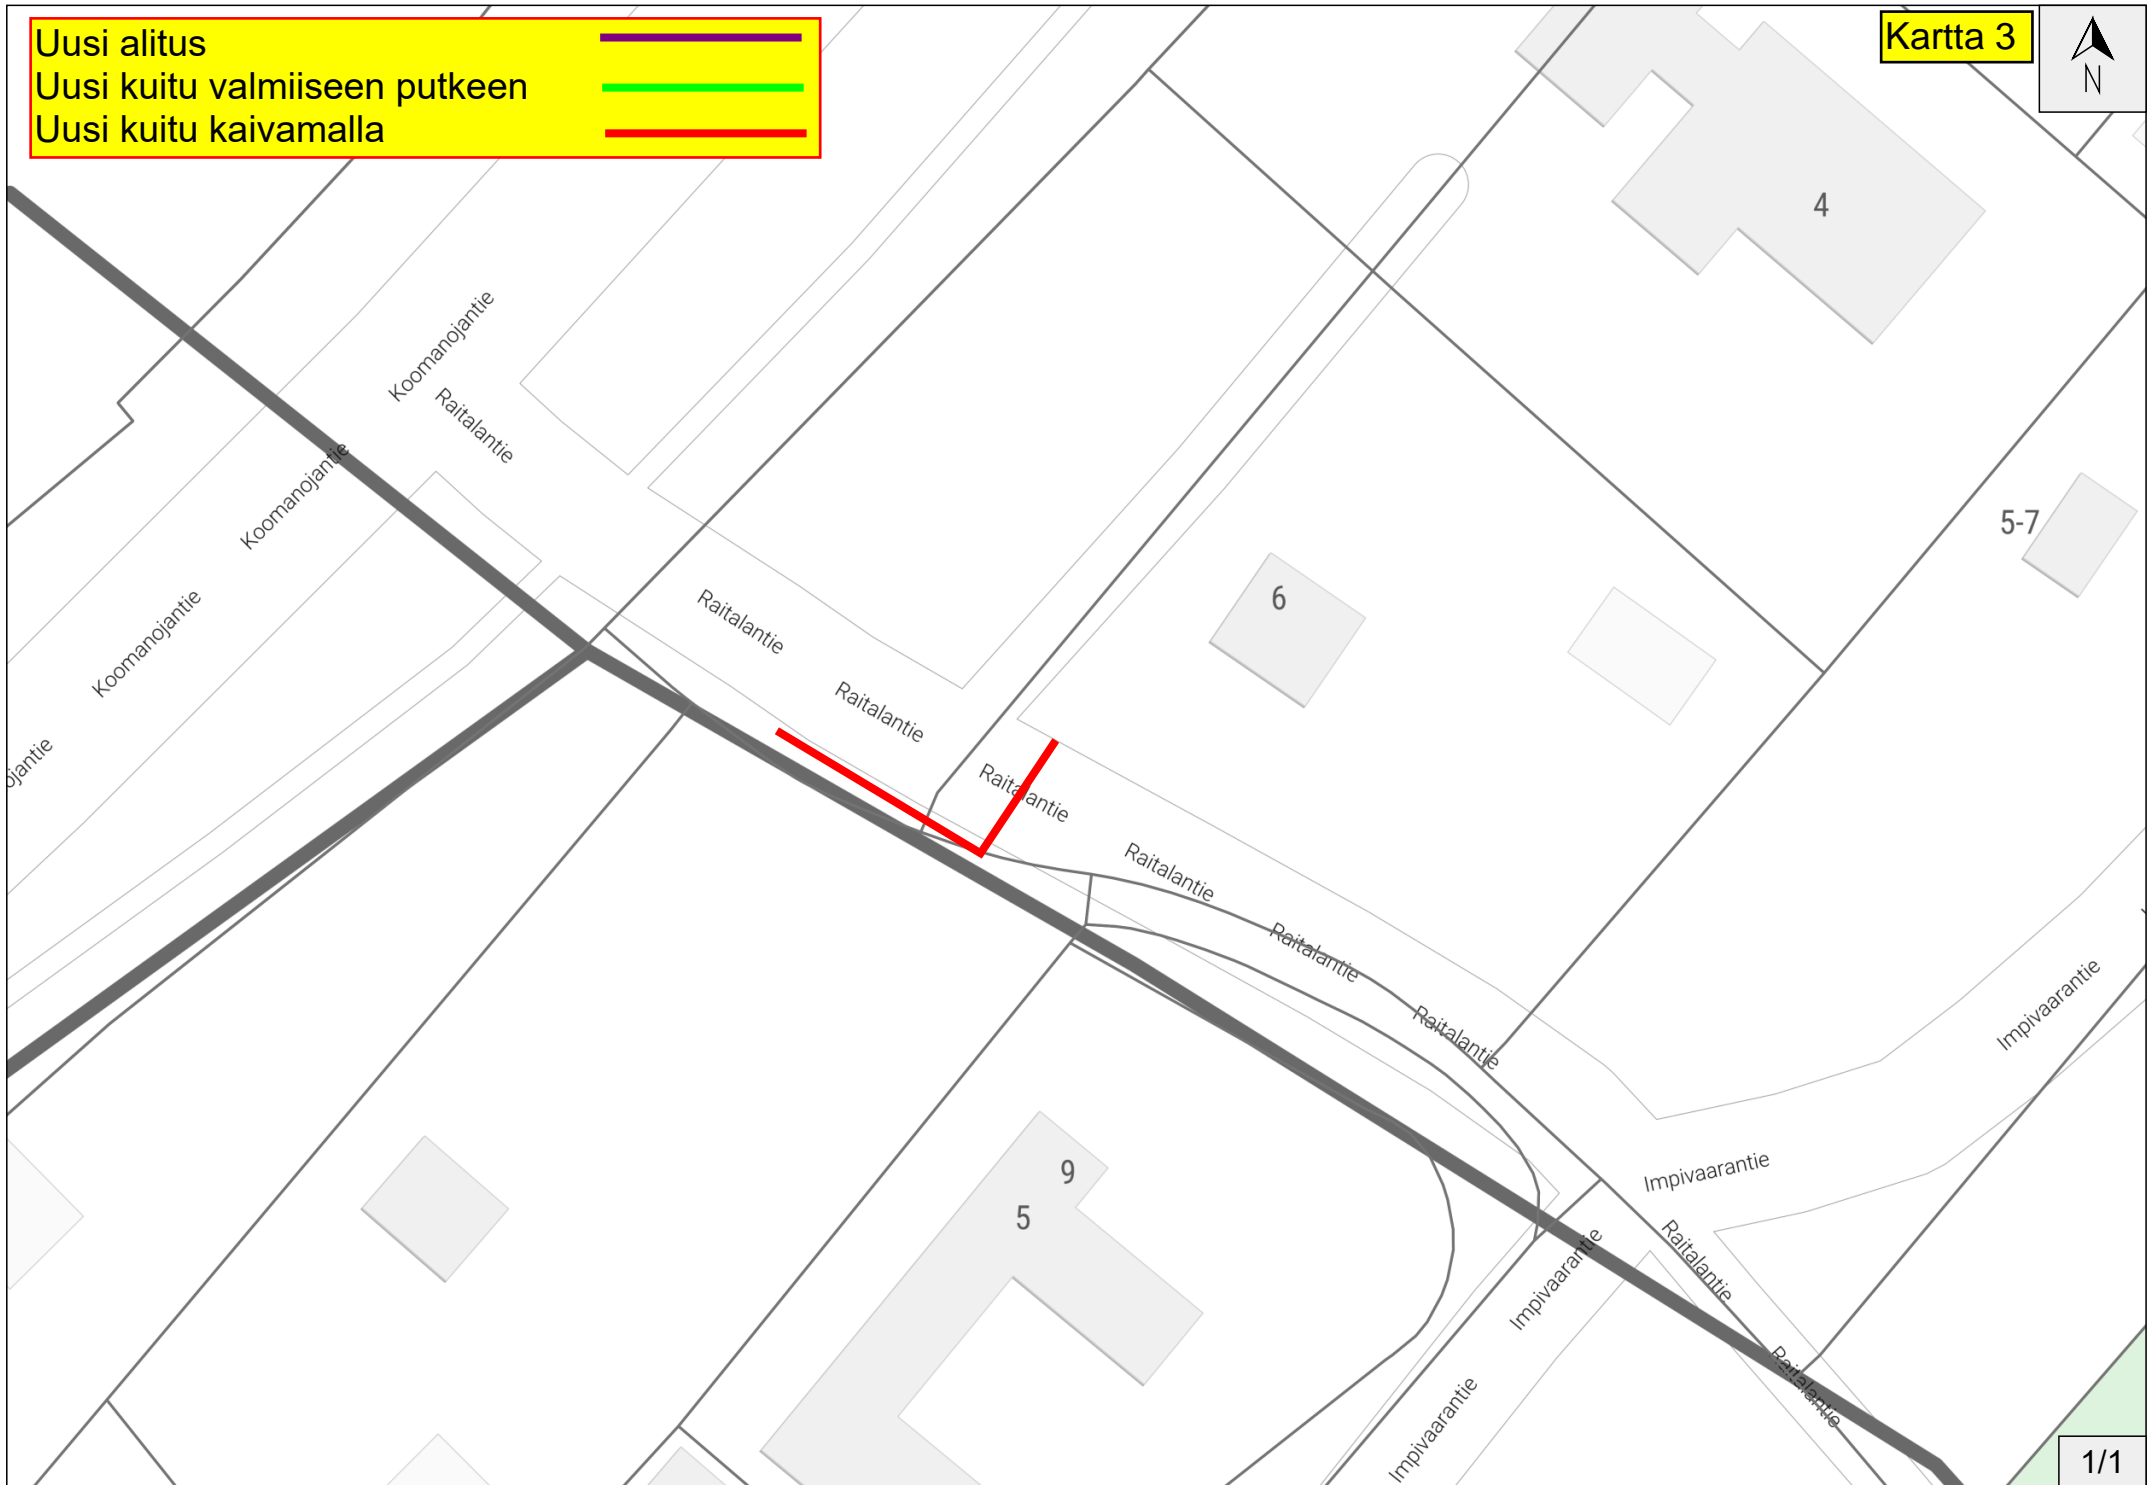 Uusi alitus
Uusi kuitu valmiiseen putkeen
Uusi kuitu kaivamalla
Kartta 3
N
4
Koomanojantie
Raitalantie
Koomanojantie
5-7
6
Raitalantie
Koomanojantie
Raitalantie
ojantie
Raitalantie
Raitalantie
Raitalantie
Raitalantie
Impivaarantie
9
Impivaarantie
5
Raitalantie
Impivaarantie
Raitalantie
Impivaarantie
1/1